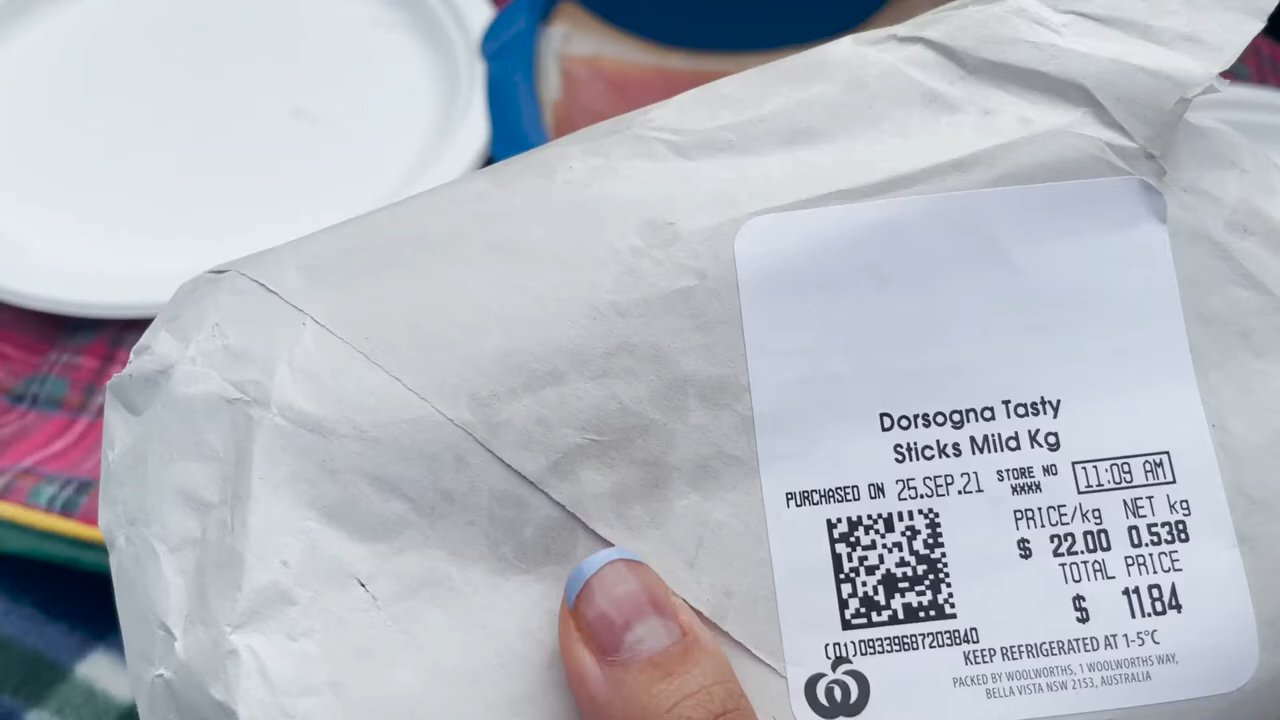 Dorsogna Tasty
Sticks Mild Kg
PURCHASED ON 25.SEP.21 STORE NO XXXX 11:09 AM
PRICE/kg NET kg
$ 22.00 0.538
TOTAL PRICE
$ 11.84
(01)09339687203840
KEEP REFRIGERATED AT 1-5°C
PACKED BY WOOLWORTHS, 1 WOOLWORTHS WAY,
BELLA VISTA NSW 2153, AUSTRALIA